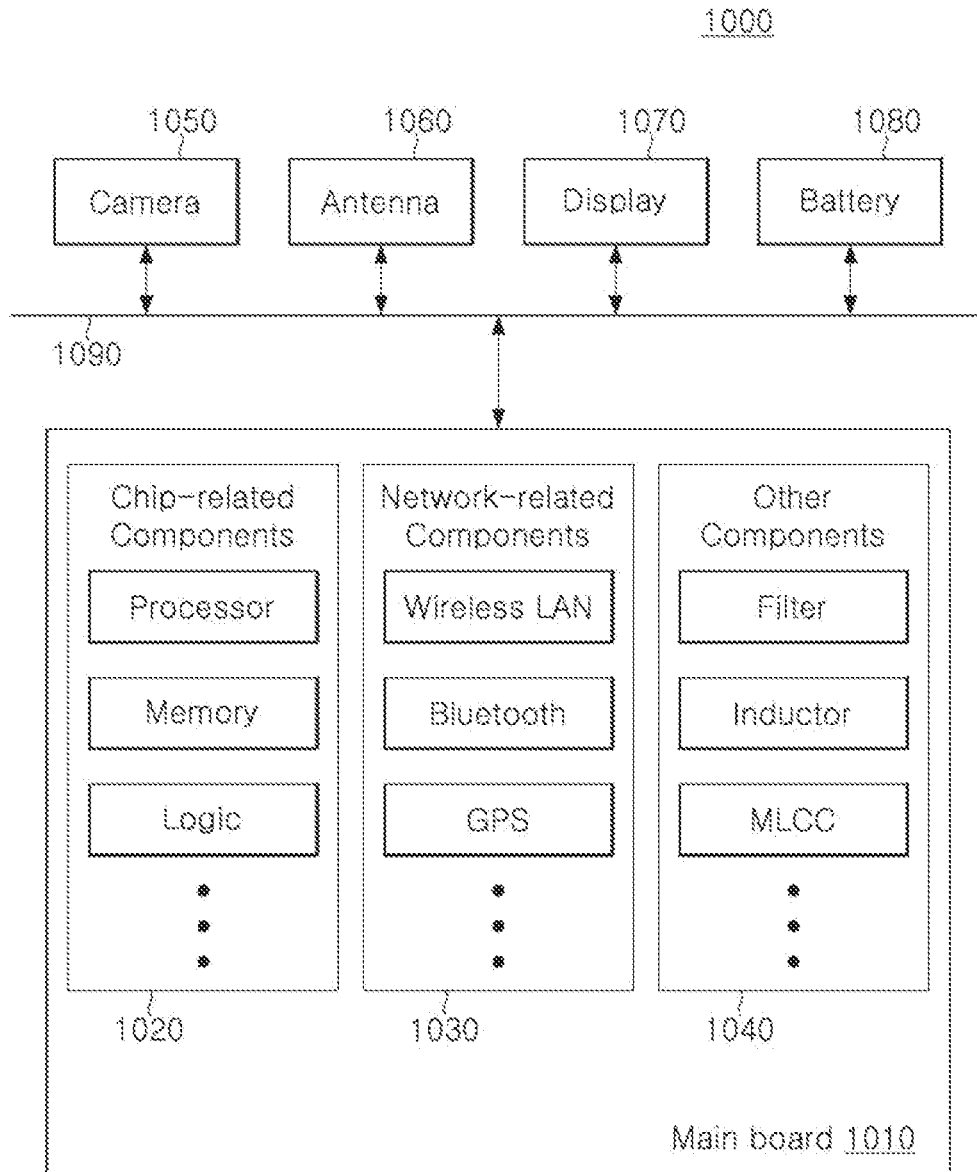 1000
1050 1060 1070 1080
Camera Antenna Display Battery
1090
Chip-related Components
Network-related Components
Other Components
Processor Wireless LAN Filter
Memory Bluetooth Inductor
Logic GPS MLCC
1020 1030 1040
Main board 1010